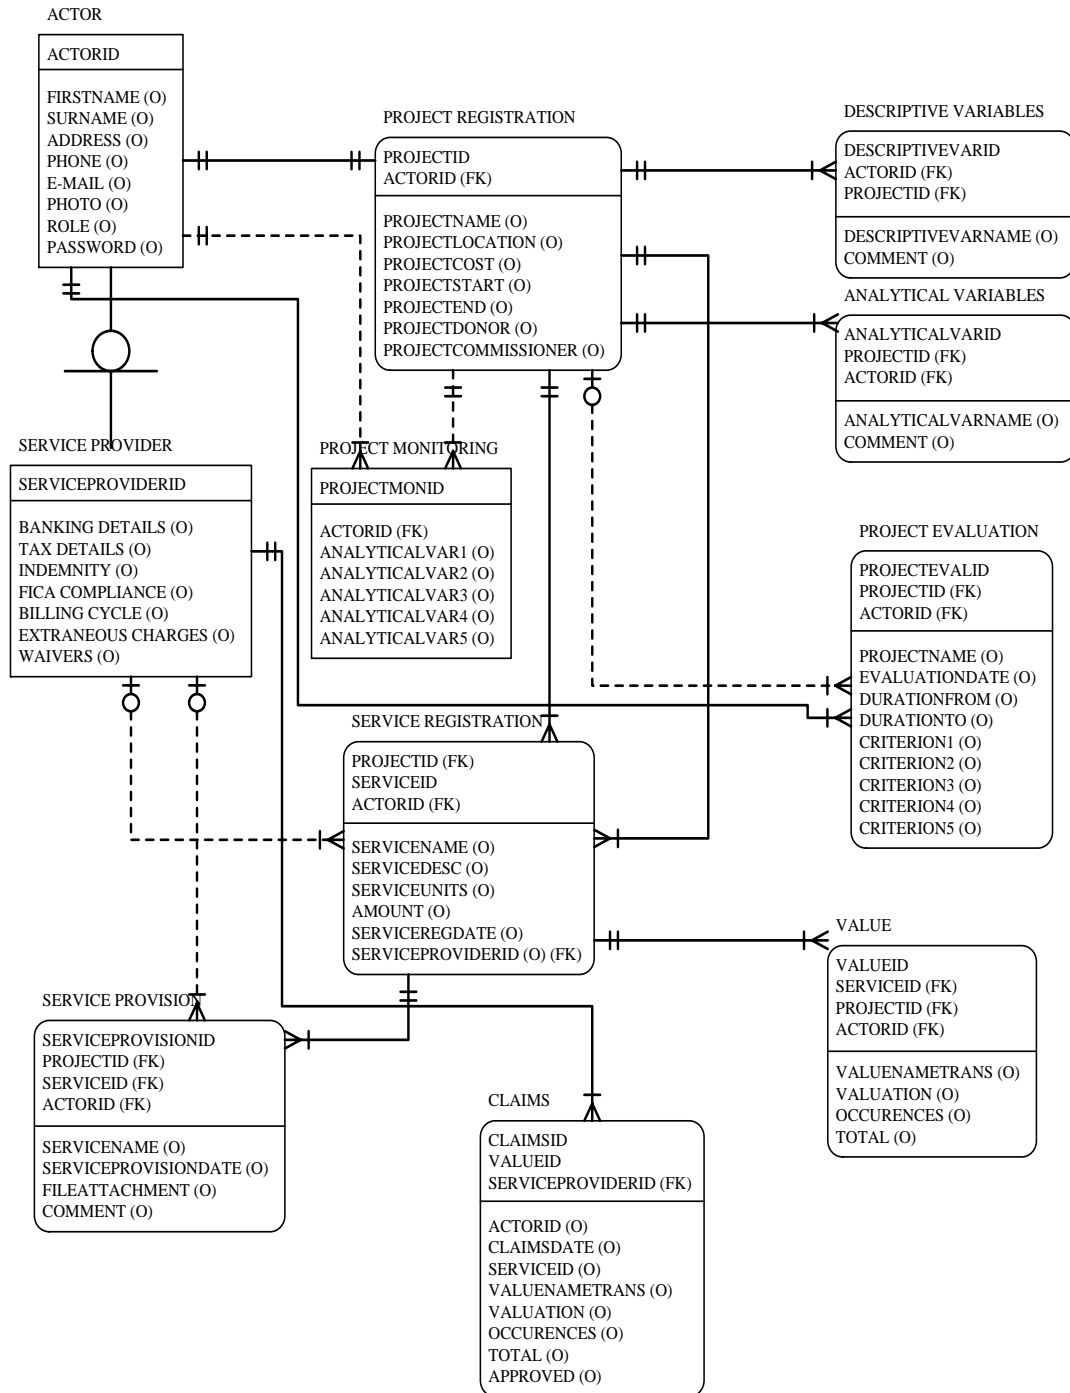 ACTOR
ACTORID
FIRSTNAME (O)
SURNAME (O)
ADDRESS (O)
PHONE (O)
E-MAIL (O)
PHOTO (O)
ROLE (O)
PASSWORD (O)
PROJECT REGISTRATION
PROJECTID
ACTORID (FK)
PROJECTNAME (O)
PROJECTLOCATION (O)
PROJECTCOST (O)
PROJECTSTART (O)
PROJECTEND (O)
PROJECTDONOR (O)
PROJECTCOMMISSIONER (O)
DESCRIPTIVE VARIABLES
DESCRIPTIVEVARID
ACTORID (FK)
PROJECTID (FK)
DESCRIPTIVEVARNAME (O)
COMMENT (O)
ANALYTICAL VARIABLES
ANALYTICALVARID
PROJECTID (FK)
ACTORID (FK)
ANALYTICALVARNAME (O)
COMMENT (O)
SERVICE PROVIDER
SERVICEPROVIDERID
BANKING DETAILS (O)
TAX DETAILS (O)
INDEMNITY (O)
FICA COMPLIANCE (O)
BILLING CYCLE (O)
EXTRANEOUS CHARGES (O)
WAIVERS (O)
PROJECT MONITORING
PROJECTMONID
ACTORID (FK)
ANALYTICALVAR1 (O)
ANALYTICALVAR2 (O)
ANALYTICALVAR3 (O)
ANALYTICALVAR4 (O)
ANALYTICALVAR5 (O)
PROJECT EVALUATION
PROJECTEVALID
PROJECTID (FK)
ACTORID (FK)
PROJECTNAME (O)
EVALUATIONDATE (O)
DURATIONFROM (O)
DURATIONTO (O)
CRITERION1 (O)
CRITERION2 (O)
CRITERION3 (O)
CRITERION4 (O)
CRITERION5 (O)
SERVICE REGISTRATION
PROJECTID (FK)
SERVICEID
ACTORID (FK)
SERVICENAME (O)
SERVICEDESC (O)
SERVICEUNITS (O)
AMOUNT (O)
SERVICEREGDATE (O)
SERVICEPROVIDERID (O) (FK)
VALUE
VALUEID
SERVICEID (FK)
PROJECTID (FK)
ACTORID (FK)
VALUENAMETRANS (O)
VALUATION (O)
OCCURENCES (O)
TOTAL (O)
SERVICE PROVISION
SERVICEPROVISIONID
PROJECTID (FK)
SERVICEID (FK)
ACTORID (FK)
SERVICENAME (O)
SERVICEPROVISIONDATE (O)
FILEATTACHMENT (O)
COMMENT (O)
CLAIMS
CLAIMSID
VALUEID
SERVICEPROVIDERID (FK)
ACTORID (O)
CLAIMSDATE (O)
SERVICEID (O)
VALUENAMETRANS (O)
VALUATION (O)
OCCURENCES (O)
TOTAL (O)
APPROVED (O)